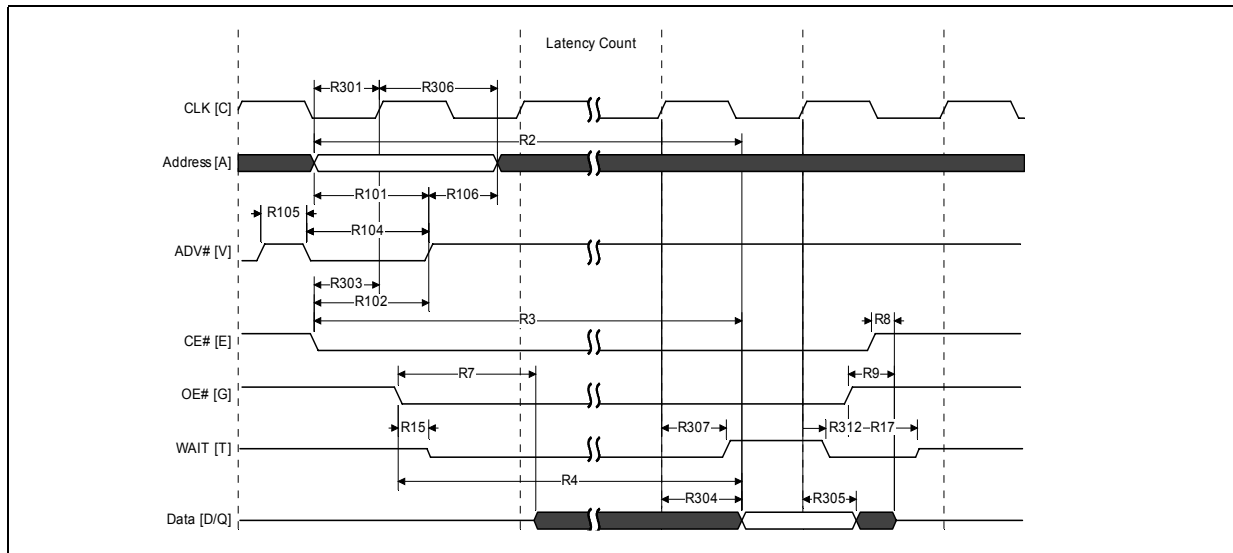 Latency Count
R301 R306
CLK [C]
R2
Address [A]
R101 R106
R105
R104
ADV# [V]
R303
R102
R3 R8
CE# [E]
R7 R9
OE# [G]
R15 R307 R312 R17
WAIT [T]
R4
R304 R305
Data [D/Q]